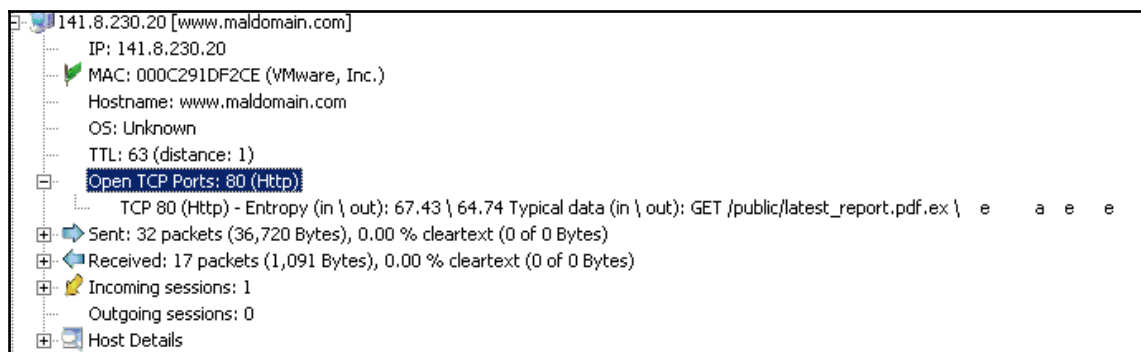 141.8.230.20 [www.maldomain.com]
IP: 141.8.230.20
MAC: 000C291DF2CE (VMware, Inc.)
Hostname: www.maldomain.com
OS: Unknown
TTL: 63 (distance: 1)
Open TCP Ports: 80 (Http)
TCP 80 (Http) - Entropy (in \ out): 67.43 \ 64.74 Typical data (in \ out): GET /public/latest_report.pdf.ex \ e a e e
Sent: 32 packets (36,720 Bytes), 0.00 % cleartext (0 of 0 Bytes)
Received: 17 packets (1,091 Bytes), 0.00 % cleartext (0 of 0 Bytes)
Incoming sessions: 1
Outgoing sessions: 0
Host Details